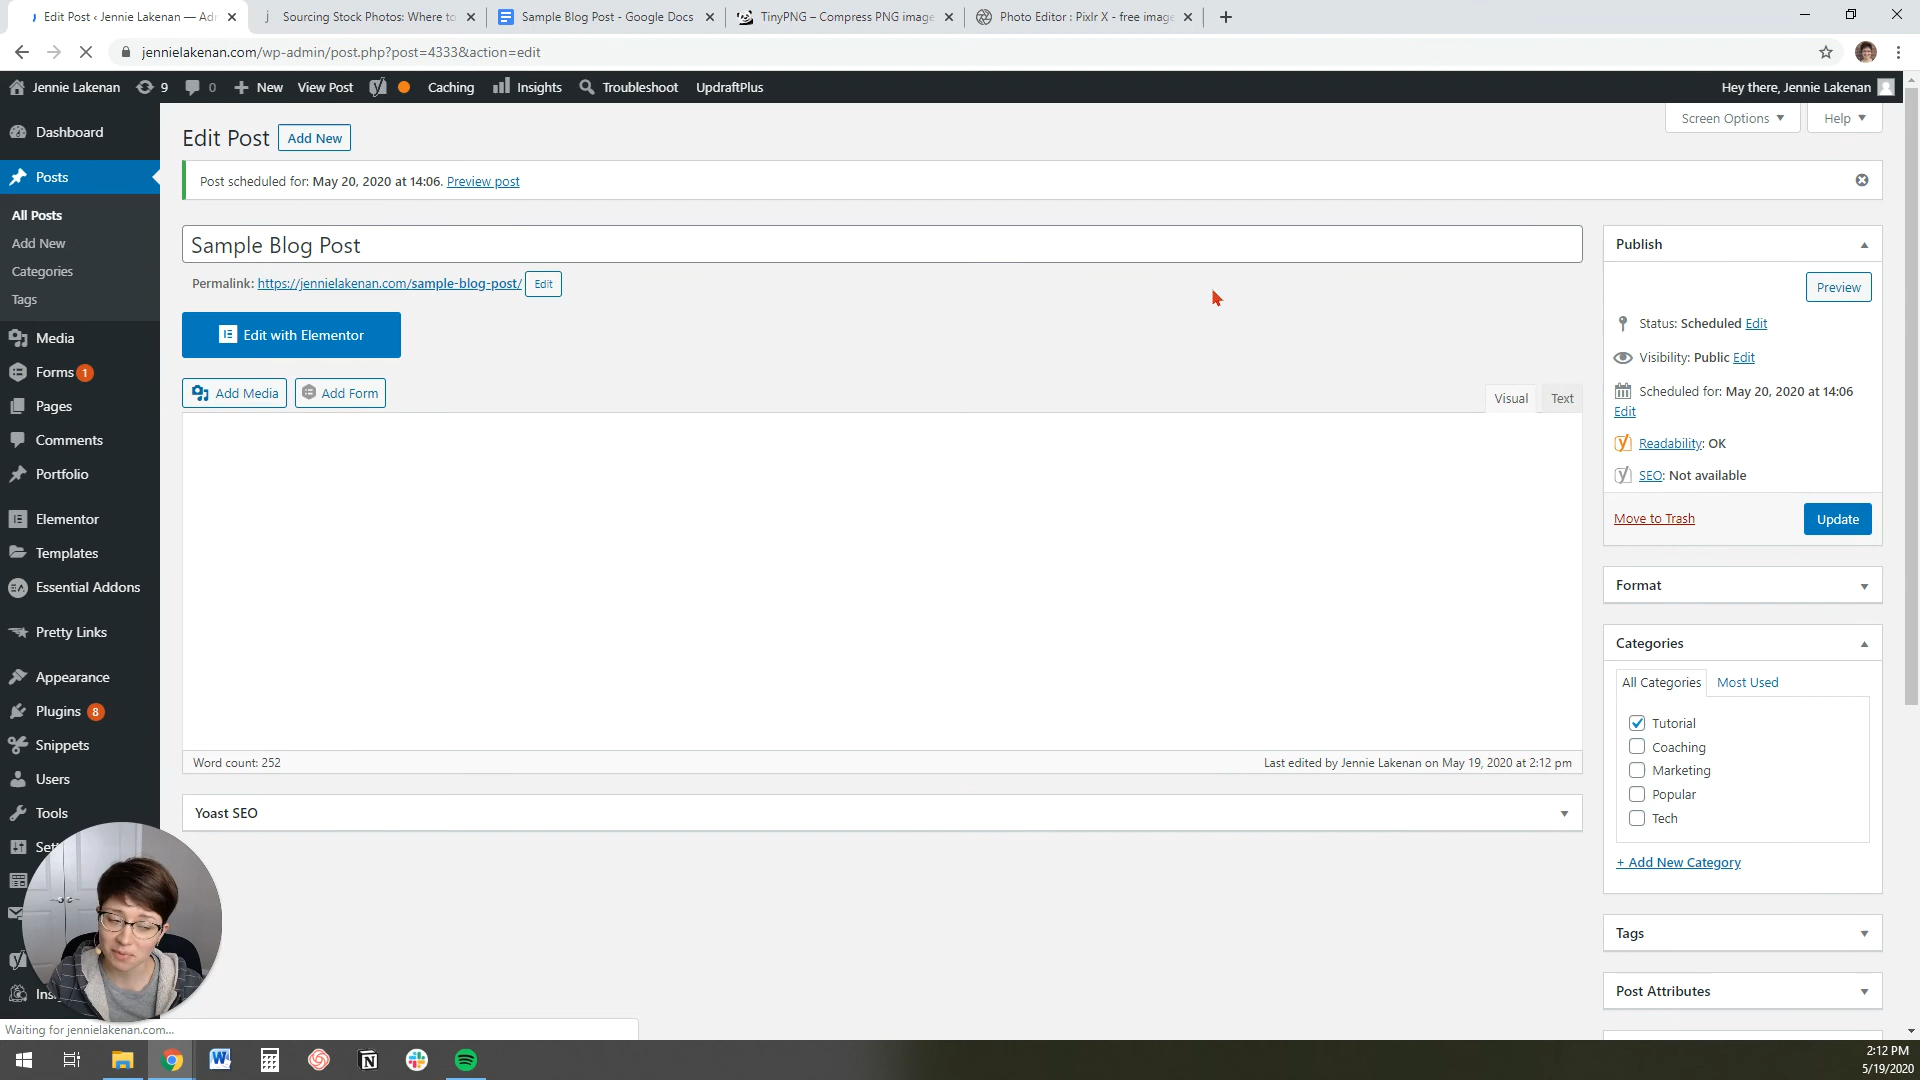 Edit Post ‹ Jennie Lakenan — Adm
Sourcing Stock Photos: Where to
Sample Blog Post - Google Docs
TinyPNG – Compress PNG image
Photo Editor : Pixlr X - free image
jennielakenan.com/wp-admin/post.php?post=4333&action=edit
Jennie Lakenan
9
0
New
View Post
Caching
Insights
Troubleshoot
UpdraftPlus
Hey there, Jennie Lakenan
Dashboard
Posts
All Posts
Add New
Categories
Tags
Media
Forms 1
Pages
Comments
Portfolio
Elementor
Templates
Essential Addons
Pretty Links
Appearance
Plugins 8
Snippets
Users
Tools
Screen Options
Help
Edit Post
Add New
Post scheduled for: May 20, 2020 at 14:06. Preview post
Sample Blog Post
Permalink: https://jennielakenan.com/sample-blog-post/ Edit
Edit with Elementor
Add Media
Add Form
Visual
Text
Word count: 252
Last edited by Jennie Lakenan on May 19, 2020 at 2:12 pm
Yoast SEO
Publish
Preview
Status: Scheduled Edit
Visibility: Public Edit
Scheduled for: May 20, 2020 at 14:06
Edit
Readability: OK
SEO: Not available
Move to Trash
Update
Format
Categories
All Categories
Most Used
Tutorial
Coaching
Marketing
Popular
Tech
+ Add New Category
Tags
Post Attributes
Waiting for jennielakenan.com...
2:12 PM
5/19/2020